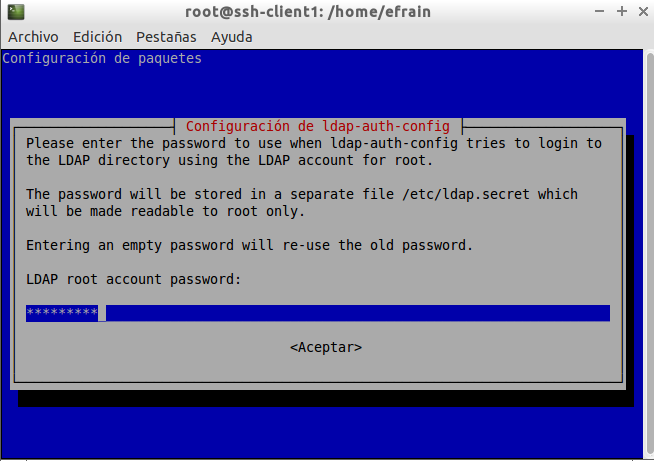 root@ssh-client1: /home/efrain
Archivo Edición Pestañas Ayuda
Configuración de paquetes
Configuración de ldap-auth-config
Please enter the password to use when ldap-auth-config tries to login to
the LDAP directory using the LDAP account for root.
The password will be stored in a separate file /etc/ldap.secret which
will be made readable to root only.
Entering an empty password will re-use the old password.
LDAP root account password:
*********
<Aceptar>